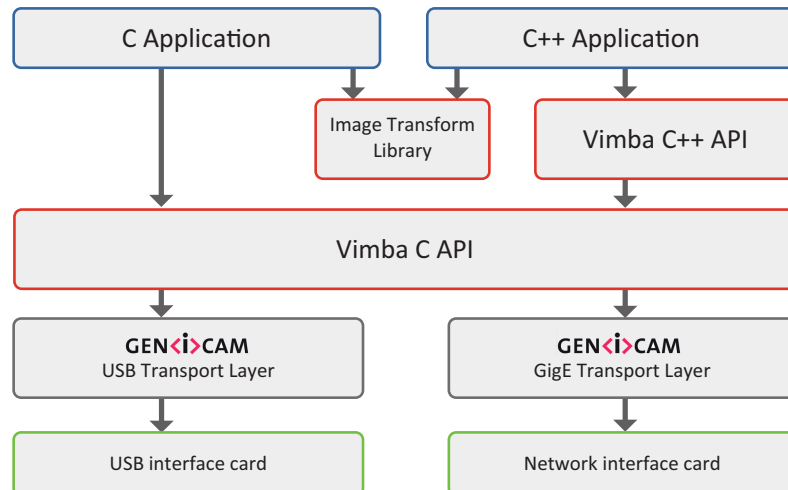 C Application
C++ Application
Image Transform
Library
Vimba C++ API
Vimba C API
GEN<i>CAM
USB Transport Layer
GEN<i>CAM
GigE Transport Layer
USB interface card
Network interface card